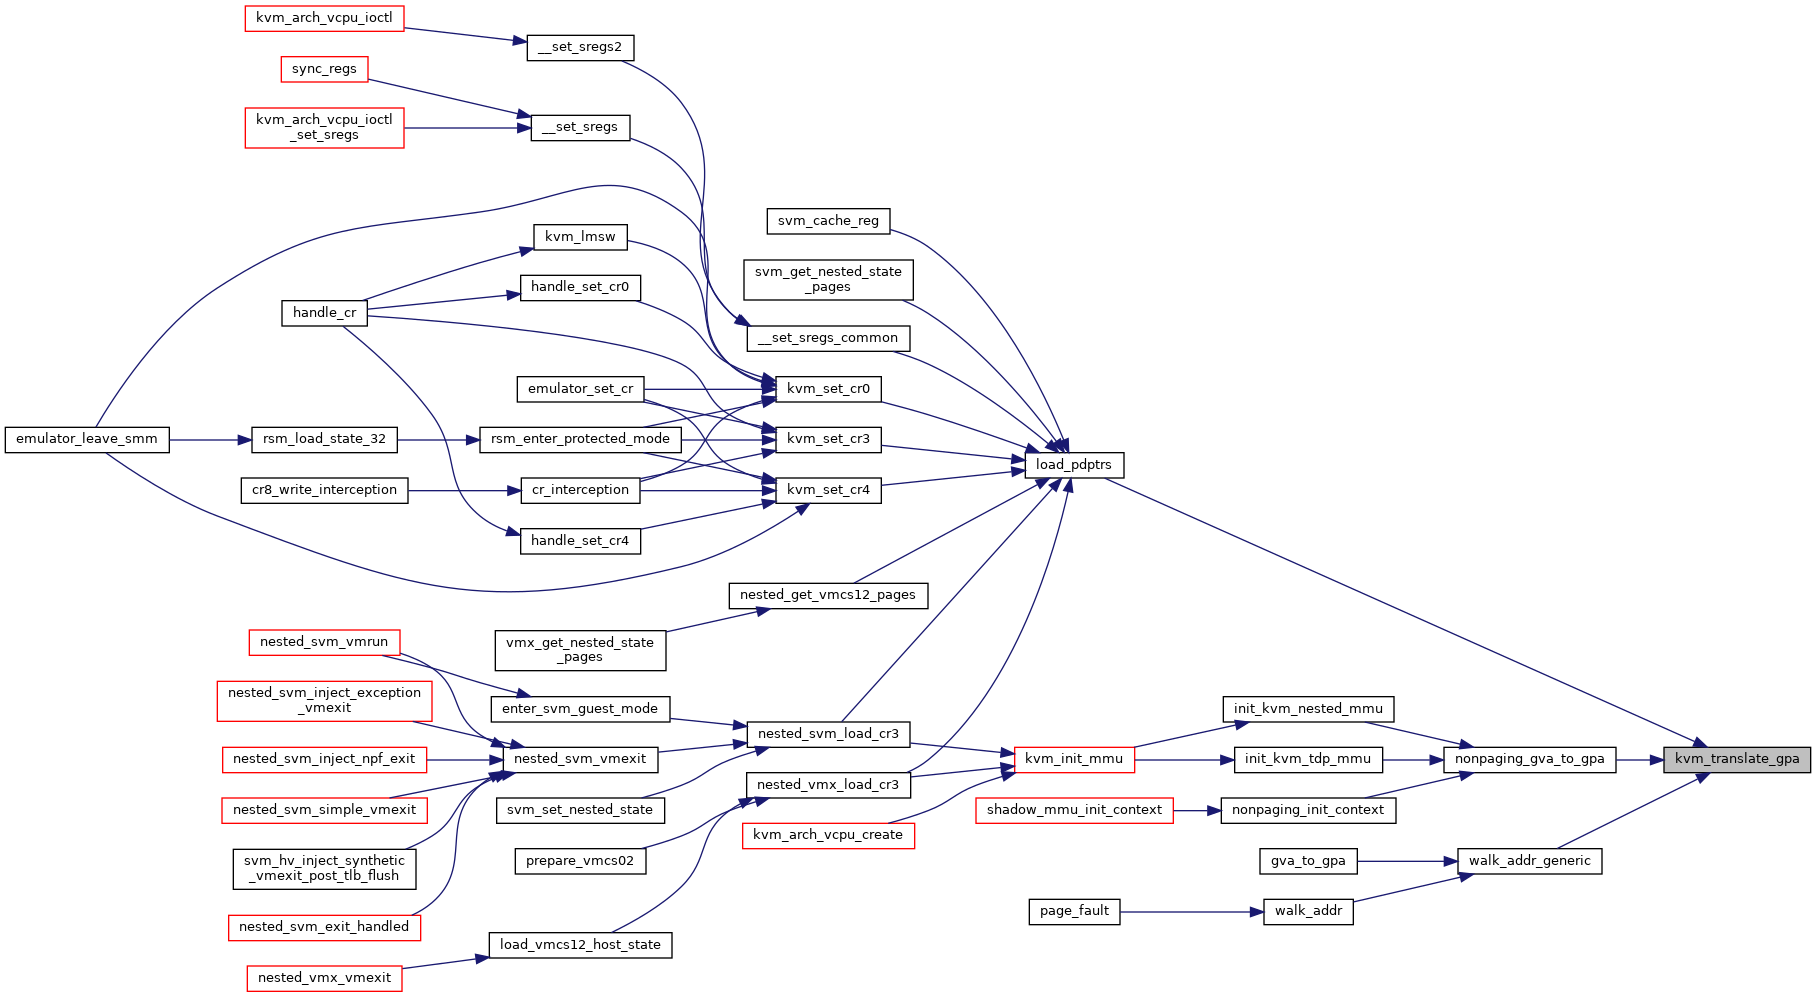 kvm_arch_vcpu_ioctl
__set_sregs2
sync_regs
kvm_arch_vcpu_ioctl
_set_sregs
__set_sregs
svm_cache_reg
kvm_lmsw
svm_get_nested_state
_pages
handle_set_cr0
handle_cr
__set_sregs_common
emulator_set_cr
kvm_set_cr0
emulator_leave_smm
rsm_load_state_32
rsm_enter_protected_mode
kvm_set_cr3
load_pdptrs
cr8_write_interception
cr_interception
kvm_set_cr4
handle_set_cr4
nested_get_vmcs12_pages
nested_svm_vmrun
vmx_get_nested_state
_pages
nested_svm_inject_exception
_vmexit
enter_svm_guest_mode
init_kvm_nested_mmu
nested_svm_load_cr3
nested_svm_inject_npf_exit
nested_svm_vmexit
kvm_init_mmu
init_kvm_tdp_mmu
nonpaging_gva_to_gpa
kvm_translate_gpa
nested_vmx_load_cr3
nested_svm_simple_vmexit
svm_set_nested_state
shadow_mmu_init_context
nonpaging_init_context
kvm_arch_vcpu_create
svm_hv_inject_synthetic
_vmexit_post_tlb_flush
prepare_vmcs02
gva_to_gpa
walk_addr_generic
page_fault
walk_addr
nested_svm_exit_handled
load_vmcs12_host_state
nested_vmx_vmexit